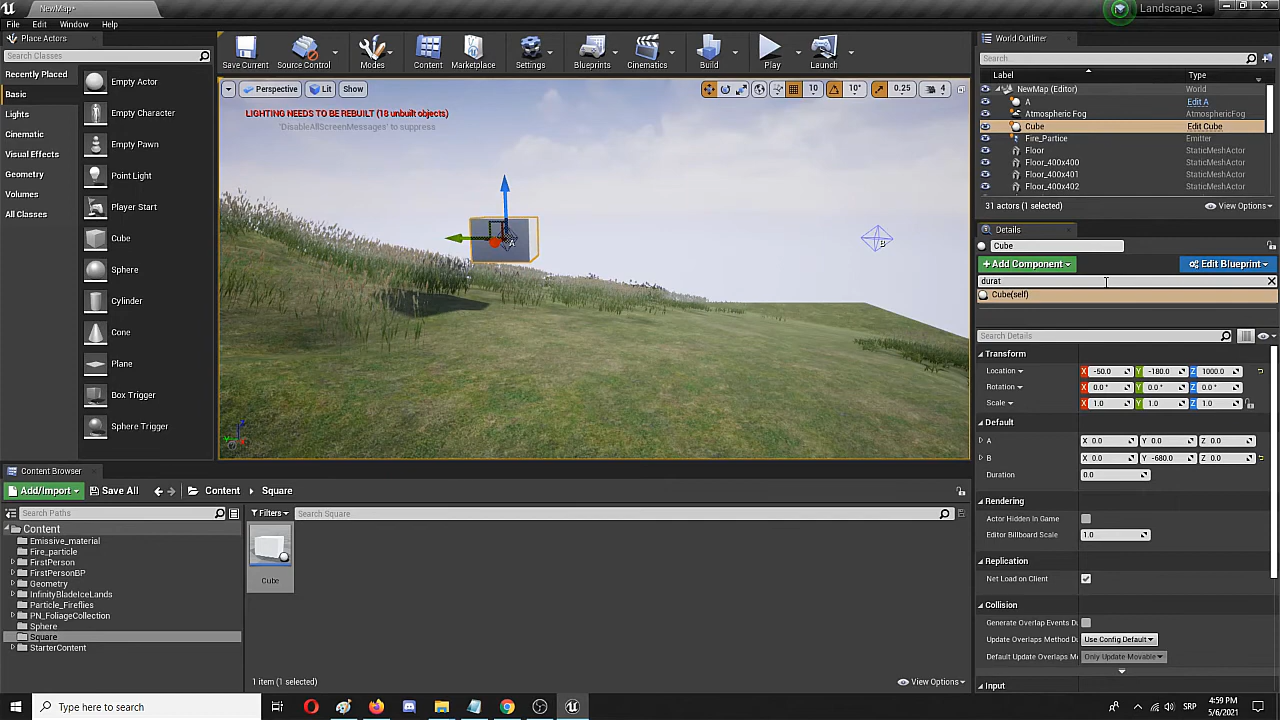 NewMap*
Landscape_3
File Edit Window Help
Place Actors
Search Classes
Recently Placed
Basic
Lights
Cinematic
Visual Effects
Geometry
Volumes
All Classes
Empty Actor
Empty Character
Empty Pawn
Point Light
Player Start
Cube
Sphere
Cylinder
Cone
Plane
Box Trigger
Sphere Trigger
Save Current Source Control Modes Content Marketplace Settings Blueprints Cinematics Build Play Launch
Perspective Lit Show 10 10° 0.25 4
LIGHTING NEEDS TO BE REBUILT (18 unbuilt objects)
'DisableAllScreenMessages' to suppress
A
B
World Outliner
Search...
Label Type
NewMap (Editor) World
A Edit A
Atmospheric Fog AtmosphericFog
Cube Edit Cube
Fire_Partice Emitter
Floor StaticMeshActor
Floor_400x400 StaticMeshActor
Floor_400x401 StaticMeshActor
Floor_400x402 StaticMeshActor
31 actors (1 selected) View Options
Details
Cube
+Add Component Edit Blueprint
durat
Cube(self)
Search Details
Transform
Location X -50.0 Y -180.0 Z 1000.0
Rotation X 0.0° Y 0.0° Z 0.0°
Scale X 1.0 Y 1.0 Z 1.0
Default
A X 0.0 Y 0.0 Z 0.0
B X 0.0 Y -680.0 Z 0.0
Duration 0.0
Rendering
Actor Hidden In Game
Editor Billboard Scale 1.0
Replication
Net Load on Client
Collision
Generate Overlap Events Du
Update Overlaps Method Du Use Config Default
Default Update Overlaps Me Only Update Movable
Input
Content Browser
Add/Import Save All Content Square
Search Paths
Filters Search Square
Content
Emissive_material
Fire_particle
FirstPerson
FirstPersonBP
Geometry
InfinityBladeIceLands
Particle_Fireflies
PN_FoliageCollection
Sphere
Square
StarterContent
Cube
1 item (1 selected) View Options
Type here to search
SRP
4:59 PM
5/6/2021